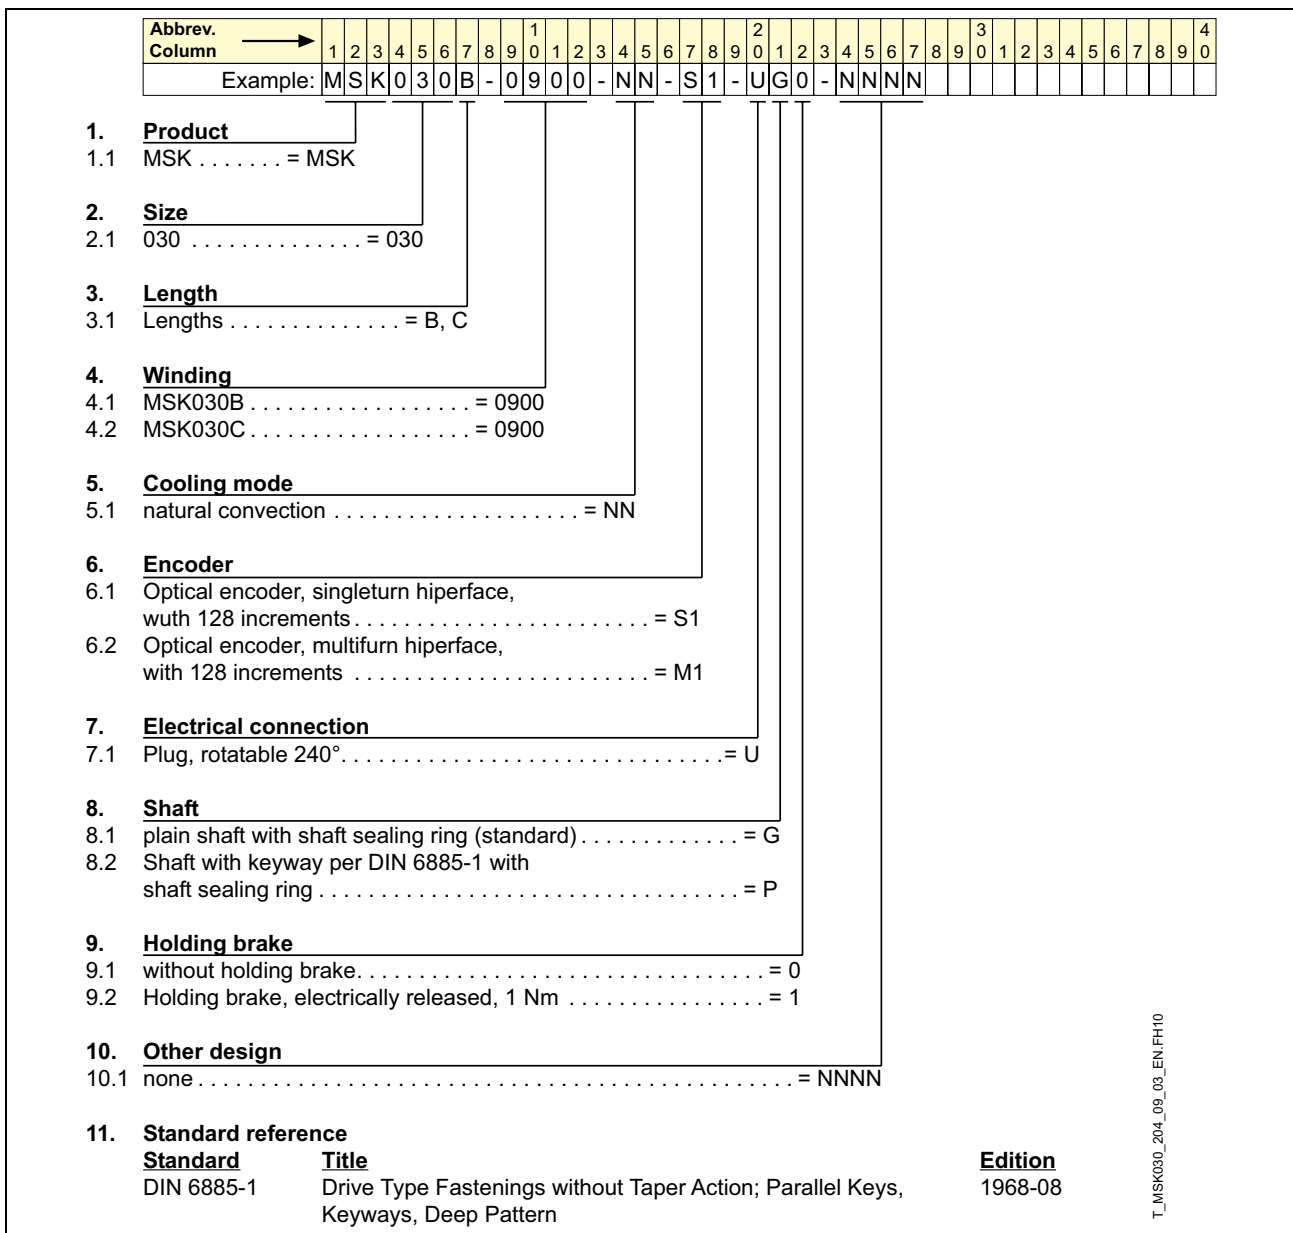 Abbrev. 1 2 3 4
Column 1 2 3 4 5 6 7 8 9 0 1 2 3 4 5 6 7 8 9 0 1 2 3 4 5 6 7 8 9 0 1 2 3 4 5 6 7 8 9 0
Example: M S K 0 3 0 B - 0 9 0 0 - N N - S 1 - U G 0 - N N N N
1. Product
1.1 MSK . . . . . . . = MSK
2. Size
2.1 030 . . . . . . . . . . . . . . = 030
3. Length
3.1 Lengths . . . . . . . . . . . . . . = B, C
4. Winding
4.1 MSK030B . . . . . . . . . . . . . . . . . . = 0900
4.2 MSK030C . . . . . . . . . . . . . . . . . . = 0900
5. Cooling mode
5.1 natural convection . . . . . . . . . . . . . . . . . . . . = NN
6. Encoder
6.1 Optical encoder, singleturn hiperface,
wuth 128 increments . . . . . . . . . . . . . . . . . . . . . . . . = S1
6.2 Optical encoder, multifurn hiperface,
with 128 increments . . . . . . . . . . . . . . . . . . . . . . . . = M1
7. Electrical connection
7.1 Plug, rotatable 240° . . . . . . . . . . . . . . . . . . . . . . . . . . . . . . . = U
8. Shaft
8.1 plain shaft with shaft sealing ring (standard) . . . . . . . . . . . . . = G
8.2 Shaft with keyway per DIN 6885-1 with
shaft sealing ring . . . . . . . . . . . . . . . . . . . . . . . . . . . . . . . . . . = P
9. Holding brake
9.1 without holding brake . . . . . . . . . . . . . . . . . . . . . . . . . . . . . . . . . = 0
9.2 Holding brake, electrically released, 1 Nm . . . . . . . . . . . . . . . . = 1
10. Other design
10.1 none . . . . . . . . . . . . . . . . . . . . . . . . . . . . . . . . . . . . . . . . . . . . . . . . = NNNN
11. Standard reference
Standard Title Edition
DIN 6885-1 Drive Type Fastenings without Taper Action; Parallel Keys, 1968-08
Keyways, Deep Pattern
T_MSK030_204_09_03_EN.FH10